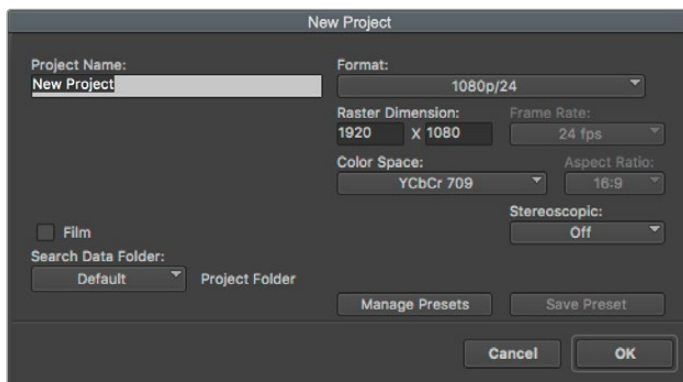 New Project
Project Name:
New Project
Format:
1080p/24
Raster Dimension:
Frame Rate:
1920 X 1080
24 fps
Color Space:
Aspect Ratio:
YCbCr 709
16:9
Stereoscopic:
Off
Film
Search Data Folder:
Default
Project Folder
Manage Presets
Save Preset
Cancel
OK